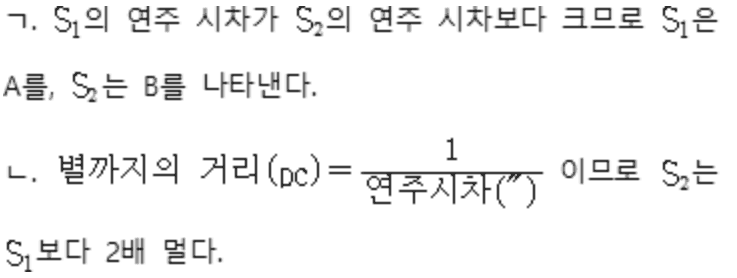 ㄱ. S₁의 연주 시차가 S₂의 연주 시차보다 크므로 S₁은
A를, S₂는 B를 나타낸다.
ㄴ. 별까지의 거리(pc)=1/연주시차(″) 이므로 S₂는
S₁보다 2배 멀다.